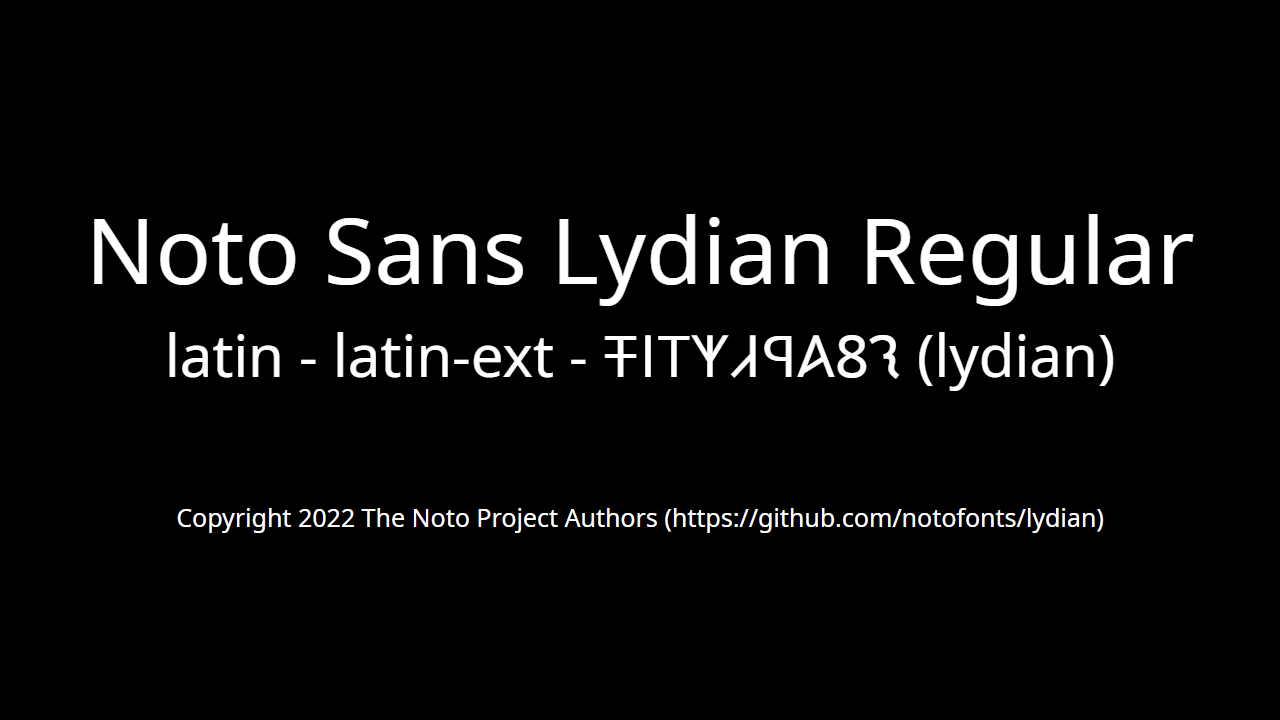 Noto Sans Lydian Regular
latin - latin-ext - 𐤳𐤱𐤠𐤭𐤣𐤶𐤯𐤦𐤮 (lydian)
Copyright 2022 The Noto Project Authors (https://github.com/notofonts/lydian)